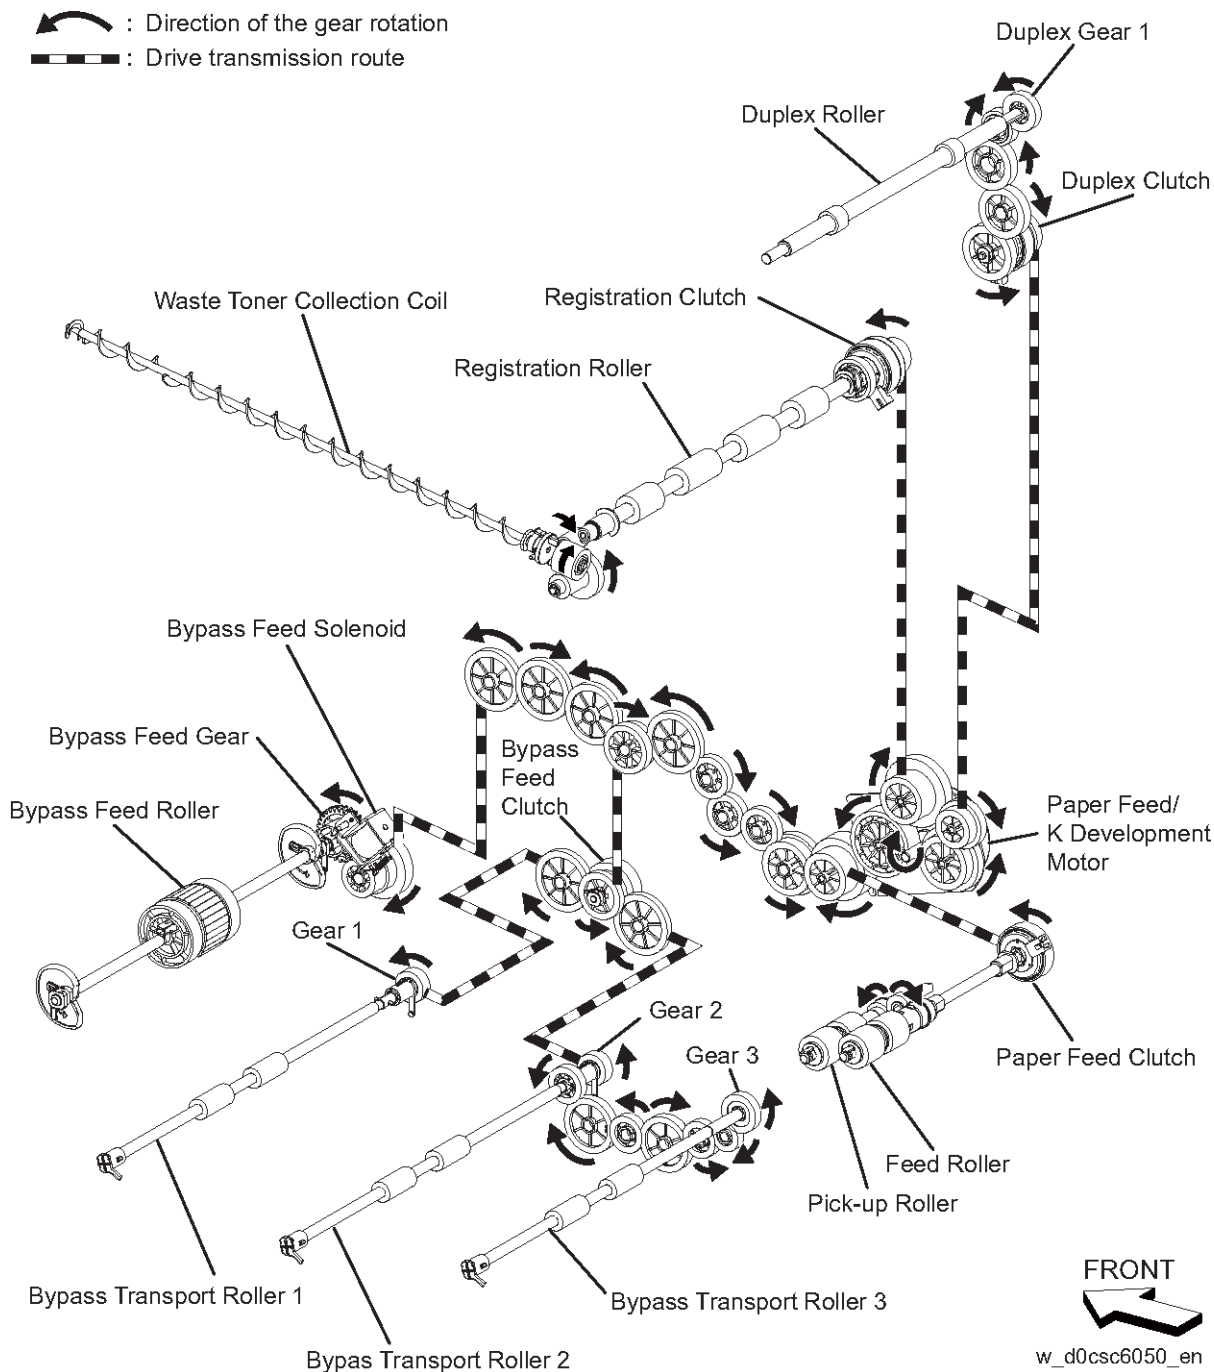 : Direction of the gear rotation
: Drive transmission route
Duplex Gear 1
Duplex Roller
Duplex Clutch
Waste Toner Collection Coil
Registration Clutch
Registration Roller
Bypass Feed Solenoid
Bypass Feed Gear
Bypass Feed Roller
Bypass
Feed
Clutch
Paper Feed/
K Development
Motor
Gear 1
Gear 2
Gear 3
Paper Feed Clutch
Feed Roller
Pick-up Roller
Bypass Transport Roller 1
Bypas Transport Roller 2
Bypass Transport Roller 3
FRONT
w_d0csc6050_en